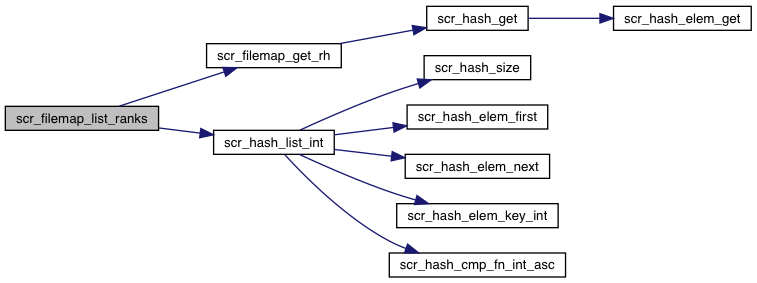 scr_filemap_list_ranks
scr_filemap_get_rh
scr_hash_get
scr_hash_elem_get
scr_hash_list_int
scr_hash_size
scr_hash_elem_first
scr_hash_elem_next
scr_hash_elem_key_int
scr_hash_cmp_fn_int_asc